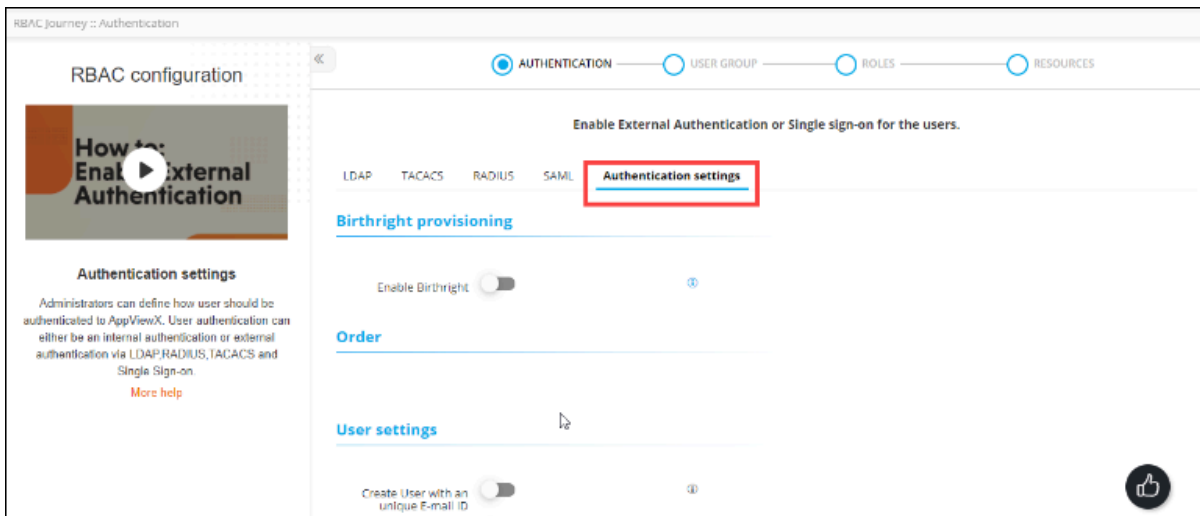 RBAC Journey :: Authentication
RBAC configuration
How to:
Enable External
Authentication
Authentication settings
Administrators can define how user should be
authenticated to AppViewX. User authentication can
either be an internal authentication or external
authentication via LDAP,RADIUS,TACACS and
Single Sign-on.
More help
AUTHENTICATION
USER GROUP
ROLES
RESOURCES
Enable External Authentication or Single sign-on for the users.
LDAP
TACACS
RADIUS
SAML
Authentication settings
Birthright provisioning
Enable Birthright
Order
User settings
Create User with an
unique E-mail ID